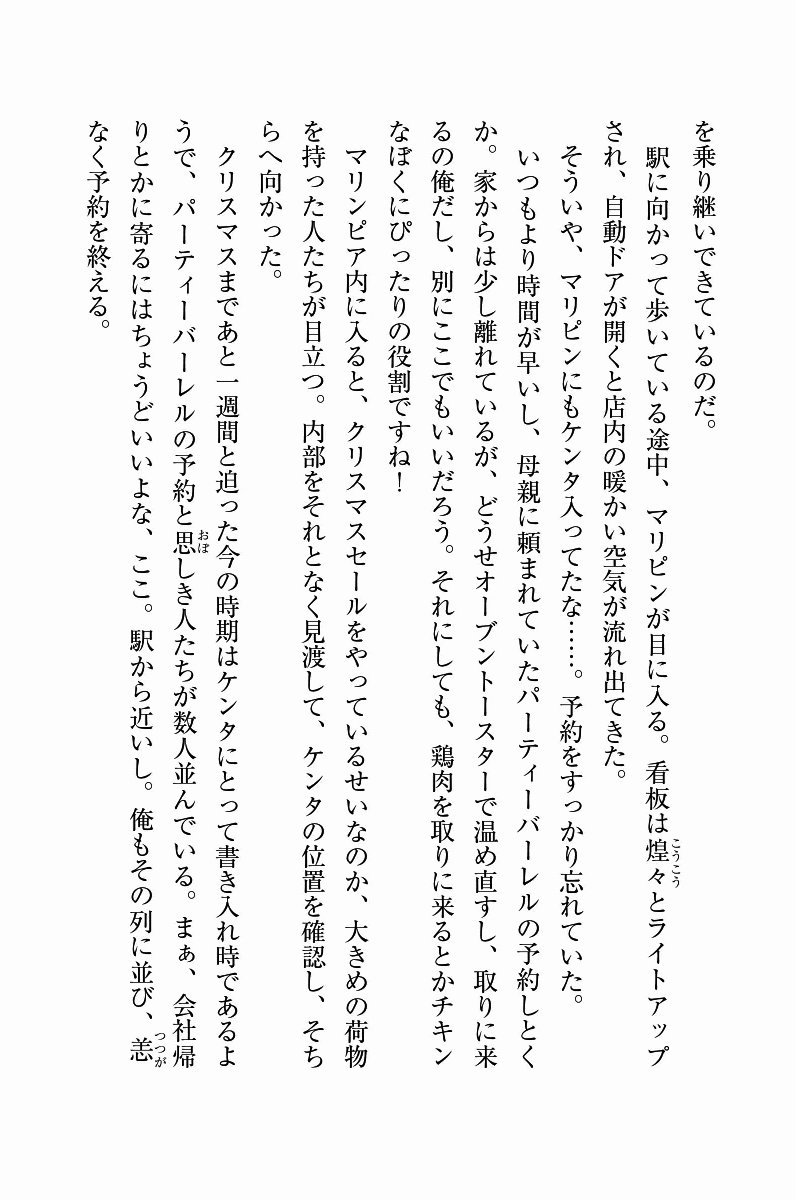 を乗り継いできているのだ。
駅に向かって歩いている途中、マリピンが目に入る。看板は煌々とライトアップ
され、自動ドアが開くと店内の暖かい空気が流れ出てきた。
そういや、マリピンにもケンタ入ってたな……。予約をすっかり忘れていた。
いつもより時間が早いし、母親に頼まれていたパーティーバーレルの予約しとく
か。家からは少し離れているが、どうせオーブントースターで温め直すし、取りに来
るの俺だし、別にここでもいいだろう。それにしても、鶏肉を取りに来るとかチキン
なぼくにぴったりの役割ですね！
マリンピア内に入ると、クリスマスセールをやっているせいなのか、大きめの荷物
を持った人たちが目立つ。内部をそれとなく見渡して、ケンタの位置を確認し、そち
らへ向かった。
クリスマスまであと一週間と迫った今の時期はケンタにとって書き入れ時であるよ
うで、パーティーバーレルの予約と思しき人たちが数人並んでいる。まぁ、会社帰
りとかに寄るにはちょうどいいよな、ここ。駅から近いし。俺もその列に並び、恙
なく予約を終える。